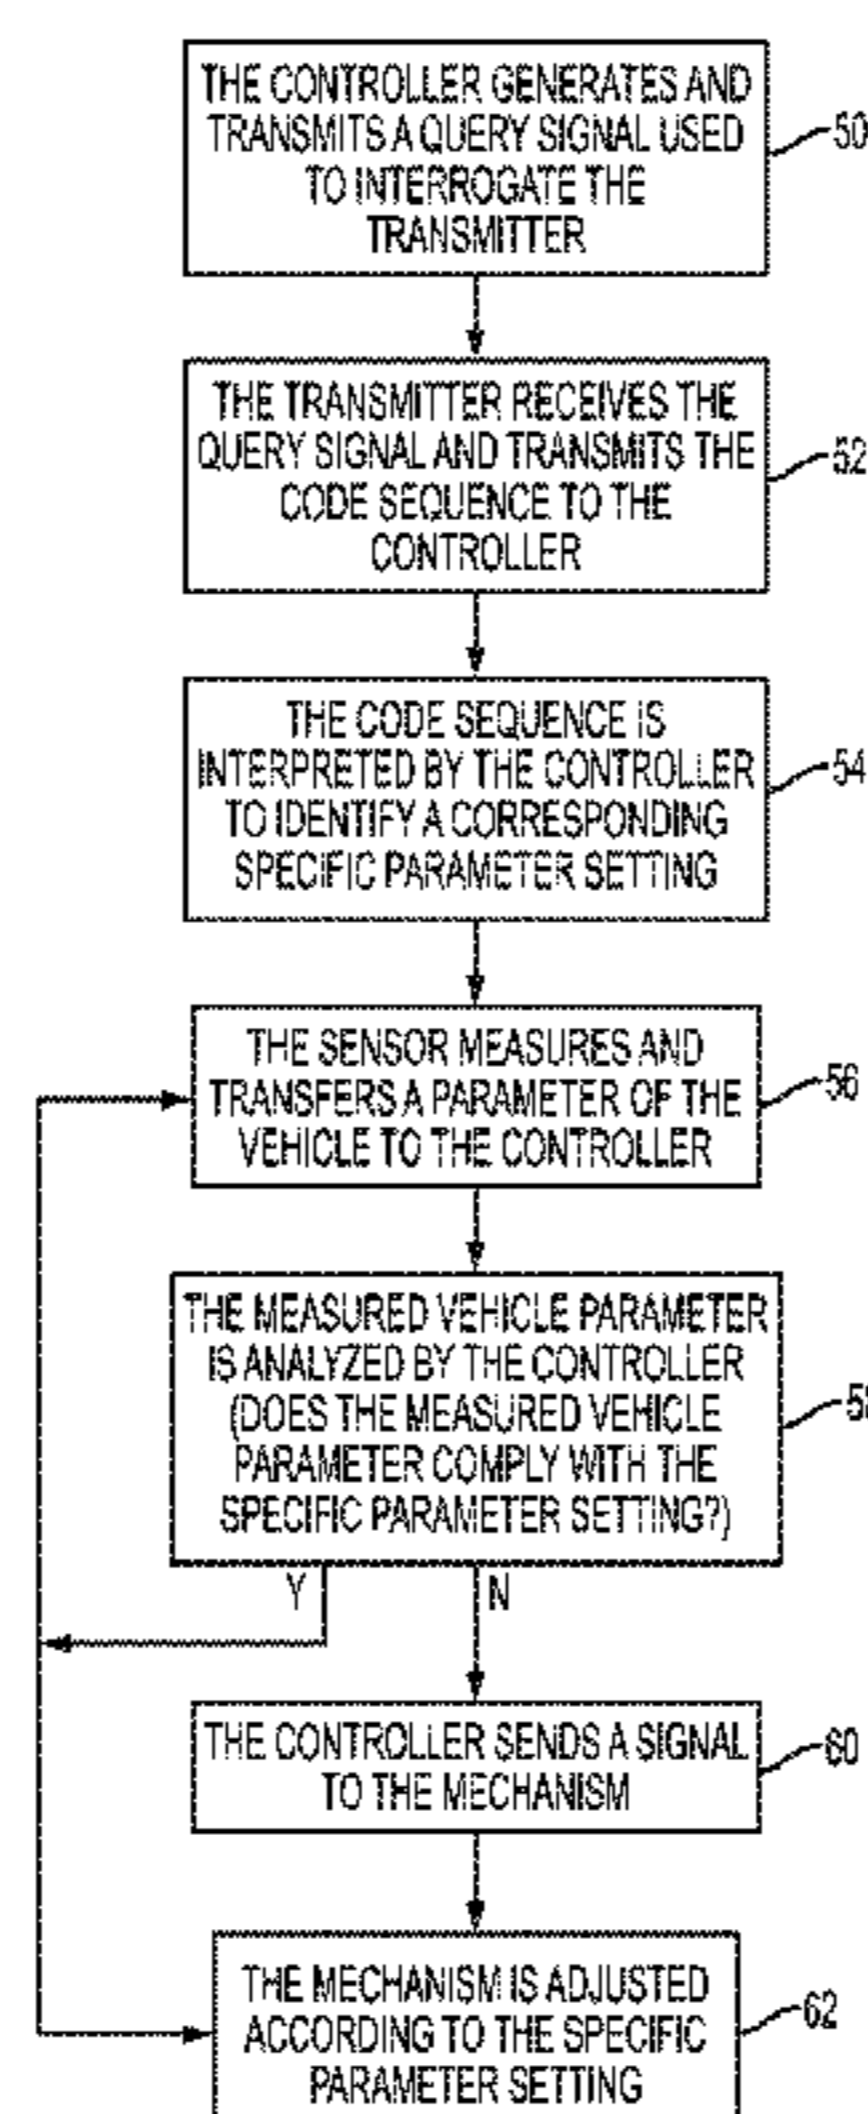 THE CONTROLLER GENERATES AND
TRANSMITS A QUERY SIGNAL USED
TO INTERROGATE THE
TRANSMITTER
50
THE TRANSMITTER RECEIVES THE
QUERY SIGNAL AND TRANSMITS THE
CODE SEQUENCE TO THE
CONTROLLER
52
THE CODE SEQUENCE IS
INTERPRETED BY THE CONTROLLER
TO IDENTIFY A CORRESPONDING
SPECIFIC PARAMETER SETTING
54
THE SENSOR MEASURES AND
TRANSFERS A PARAMETER OF THE
VEHICLE TO THE CONTROLLER
56
THE MEASURED VEHICLE PARAMETER
IS ANALYZED BY THE CONTROLLER
(DOES THE MEASURED VEHICLE
PARAMETER COMPLY WITH THE
SPECIFIC PARAMETER SETTING?)
Y
N
THE CONTROLLER SENDS A SIGNAL
TO THE MECHANISM
60
THE MECHANISM IS ADJUSTED
ACCORDING TO THE SPECIFIC
PARAMETER SETTING
62